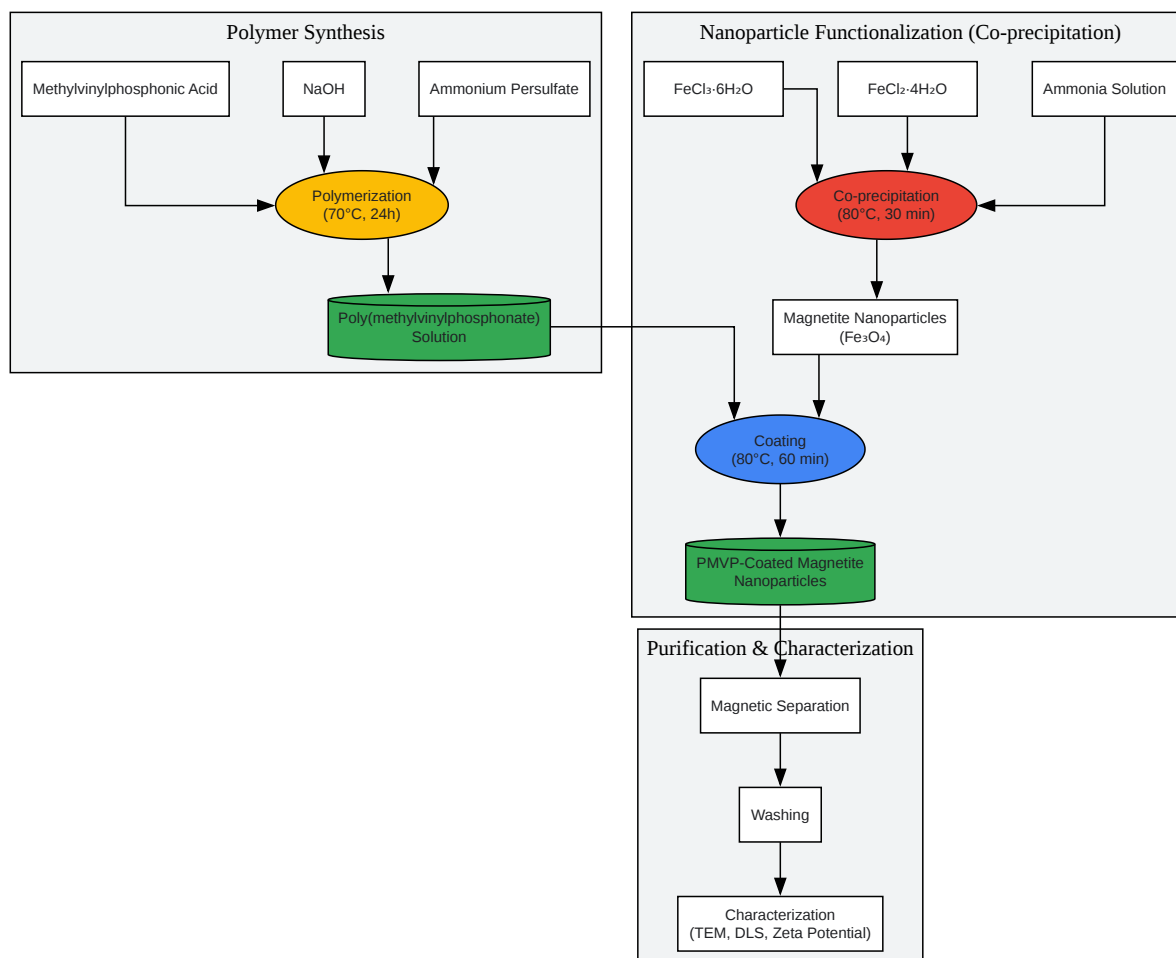 Polymer Synthesis
Methylvinylphosphonic Acid
NaOH
Ammonium Persulfate
Polymerization
(70°C, 24h)
Poly(methylvinylphosphonate)
Solution
Nanoparticle Functionalization (Co-precipitation)
FeCl₃·6H₂O
FeCl₂·4H₂O
Ammonia Solution
Co-precipitation
(80°C, 30 min)
Magnetite Nanoparticles
(Fe₃O₄)
Coating
(80°C, 60 min)
PMVP-Coated Magnetite
Nanoparticles
Purification & Characterization
Magnetic Separation
Washing
Characterization
(TEM, DLS, Zeta Potential)